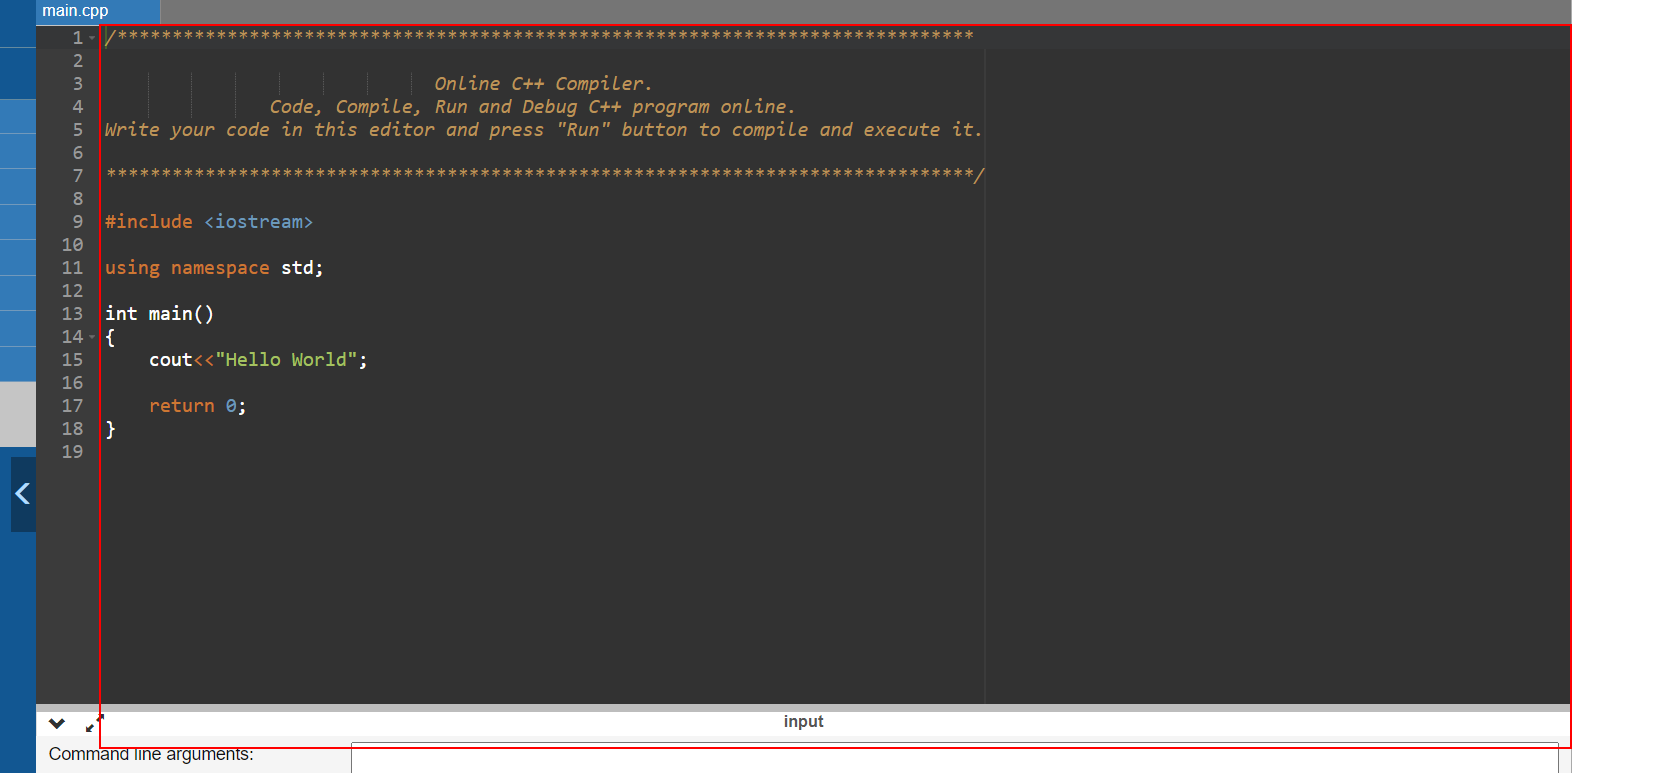 main.cpp
1 /******************************************************************************
2
3 Online C++ Compiler.
4 Code, Compile, Run and Debug C++ program online.
5 Write your code in this editor and press "Run" button to compile and execute it.
6
7 *******************************************************************************/
8
9 #include <iostream>
10
11 using namespace std;
12
13 int main()
14 {
15 cout<<"Hello World";
16
17 return 0;
18 }
19
input
Command line arguments: